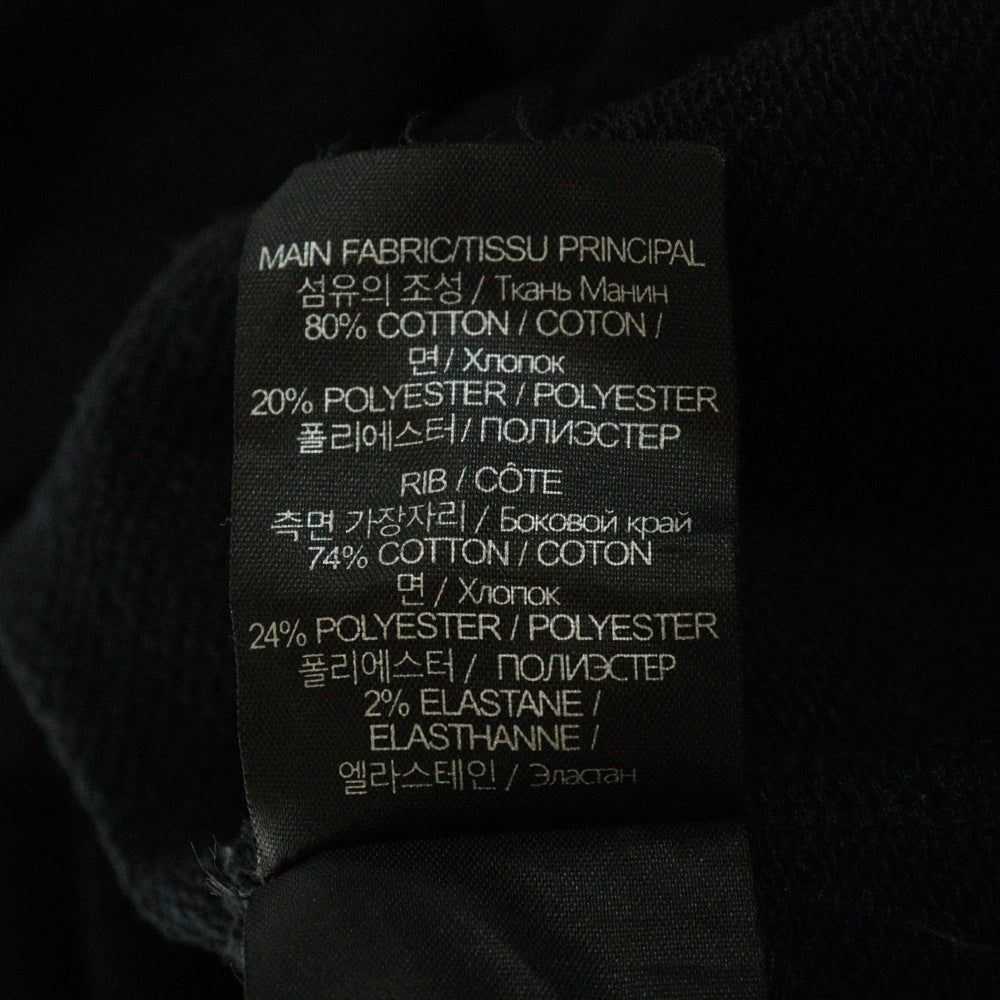 MAIN FABRIC/TISSU PRINCIPAL
섬유의 조성 / Ткань Манин
80% COTTON / COTON /
면 / Хлопок
20% POLYESTER / POLYESTER
폴리에스터 / ПОЛИЭСТЕР
RIB / CÔTE
측면 가장자리 / Боковой край
74% COTTON / COTON
면 / Хлопок
24% POLYESTER / POLYESTER
폴리에스터 / ПОЛИЭСТЕР
2% ELASTANE /
ELASTHANNE /
엘라스테인 / Эластан